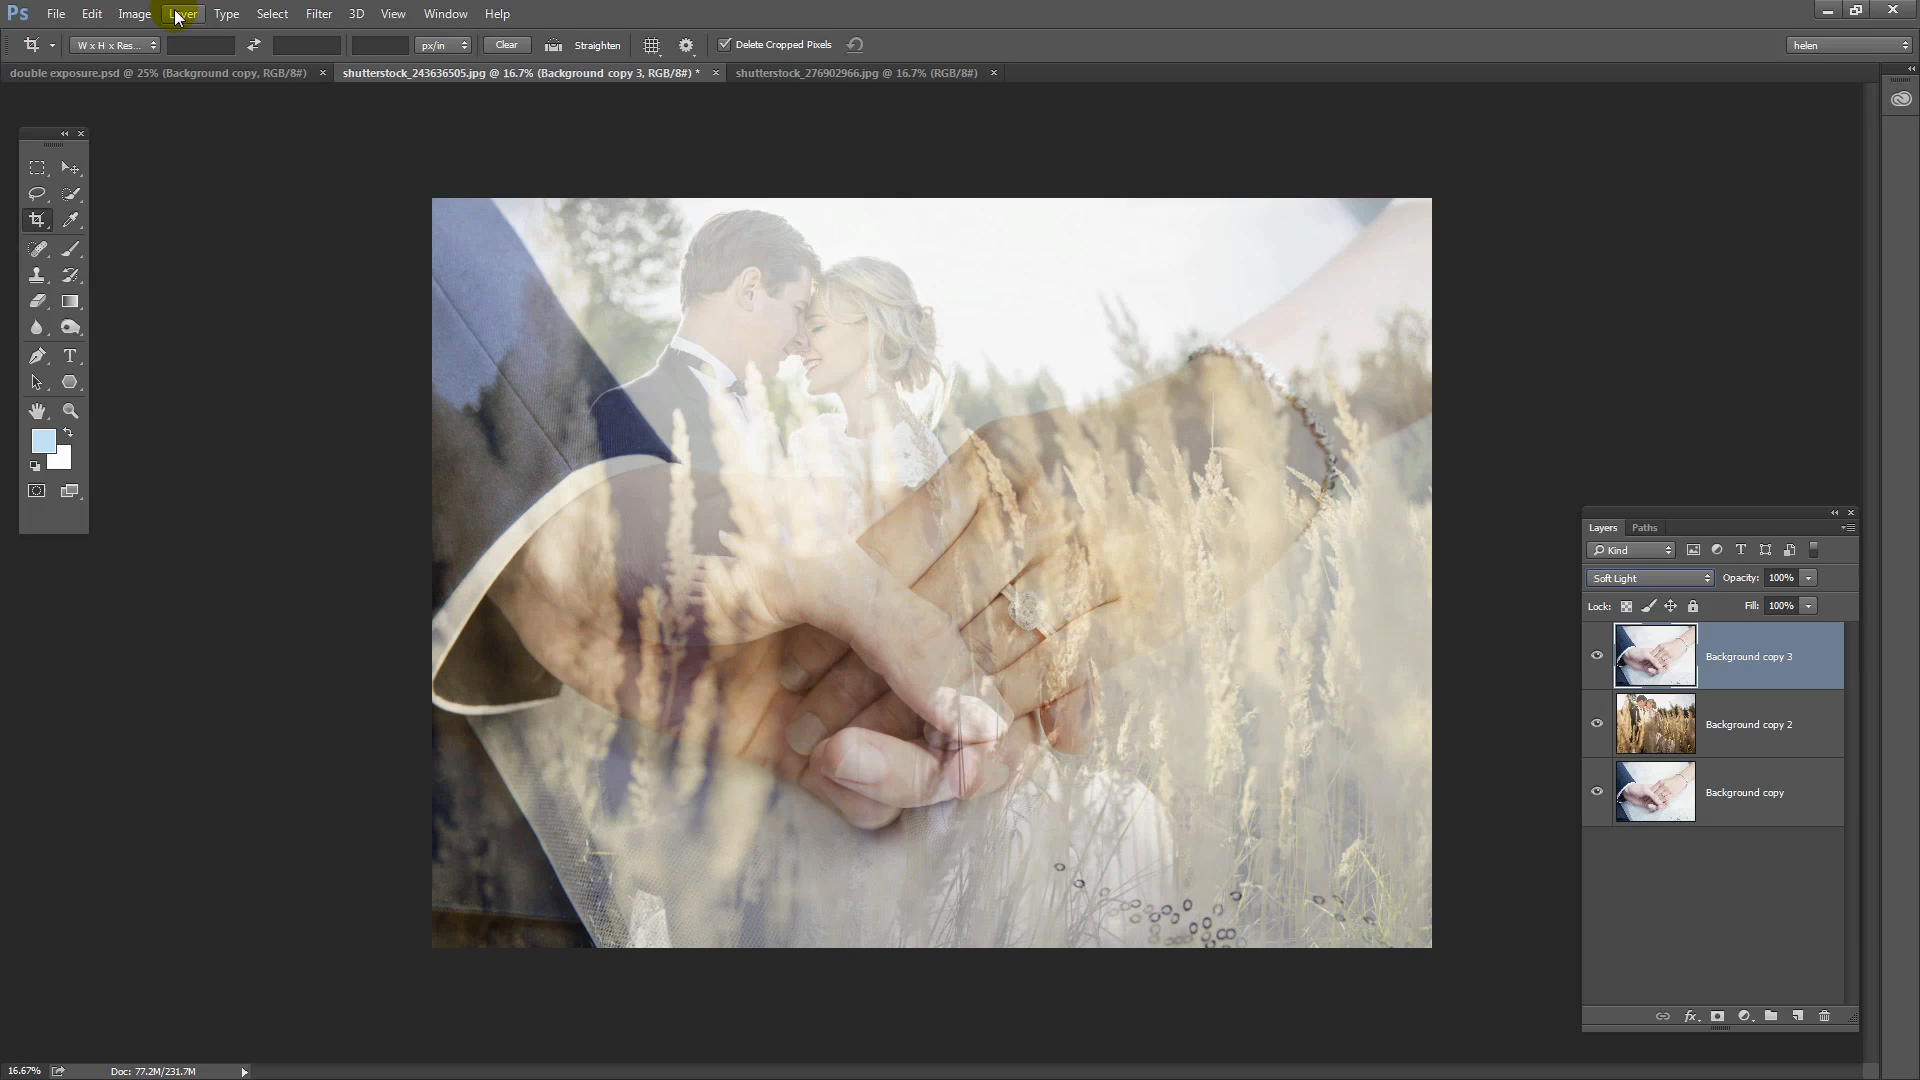 Ps File Edit Image Layer Type Select Filter 3D View Window Help
W x H x Res... px/in Clear Straighten Delete Cropped Pixels helen
double exposure.psd @ 25% (Background copy, RGB/8#) × shutterstock_243636505.jpg @ 16.7% (Background copy 3, RGB/8#) * × shutterstock_276902966.jpg @ 16.7% (RGB/8#) ×
Layers Paths
Kind
Soft Light Opacity: 100%
Lock: Fill: 100%
Background copy 3
Background copy 2
Background copy
fx
16.67% Doc: 77.2M/231.7M